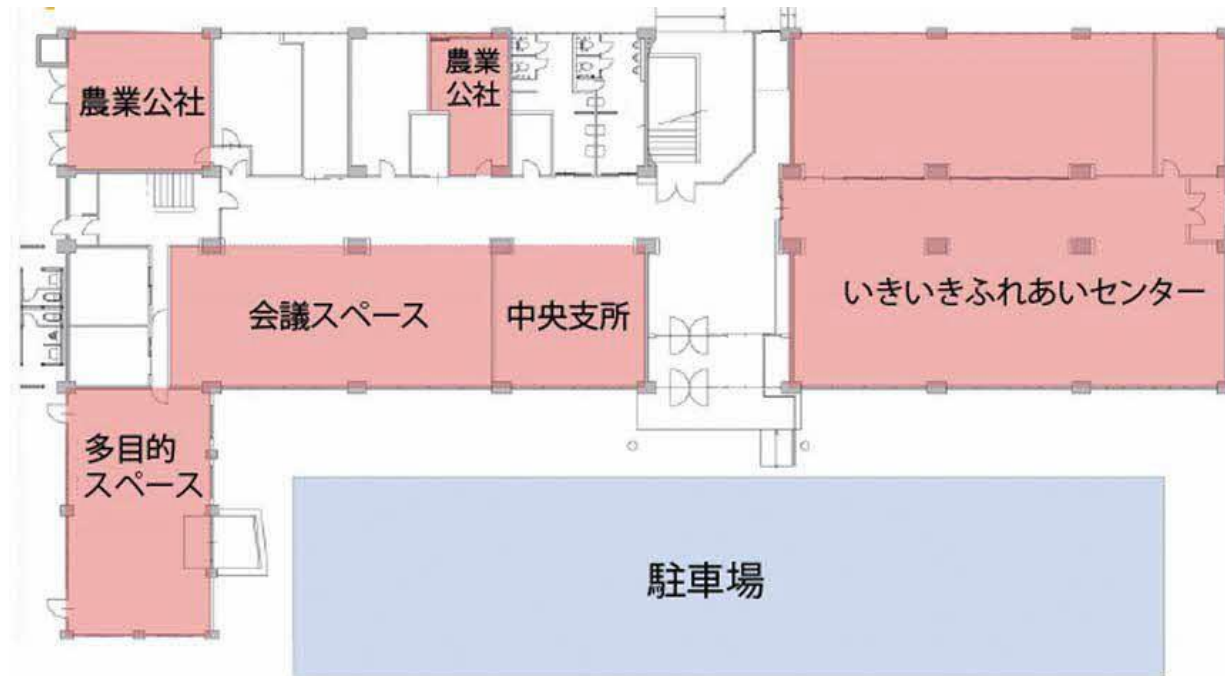 農業公社
農業
公社
会議スペース
中央支所
いきいきふれあいセンター
多目的
スペース
駐車場